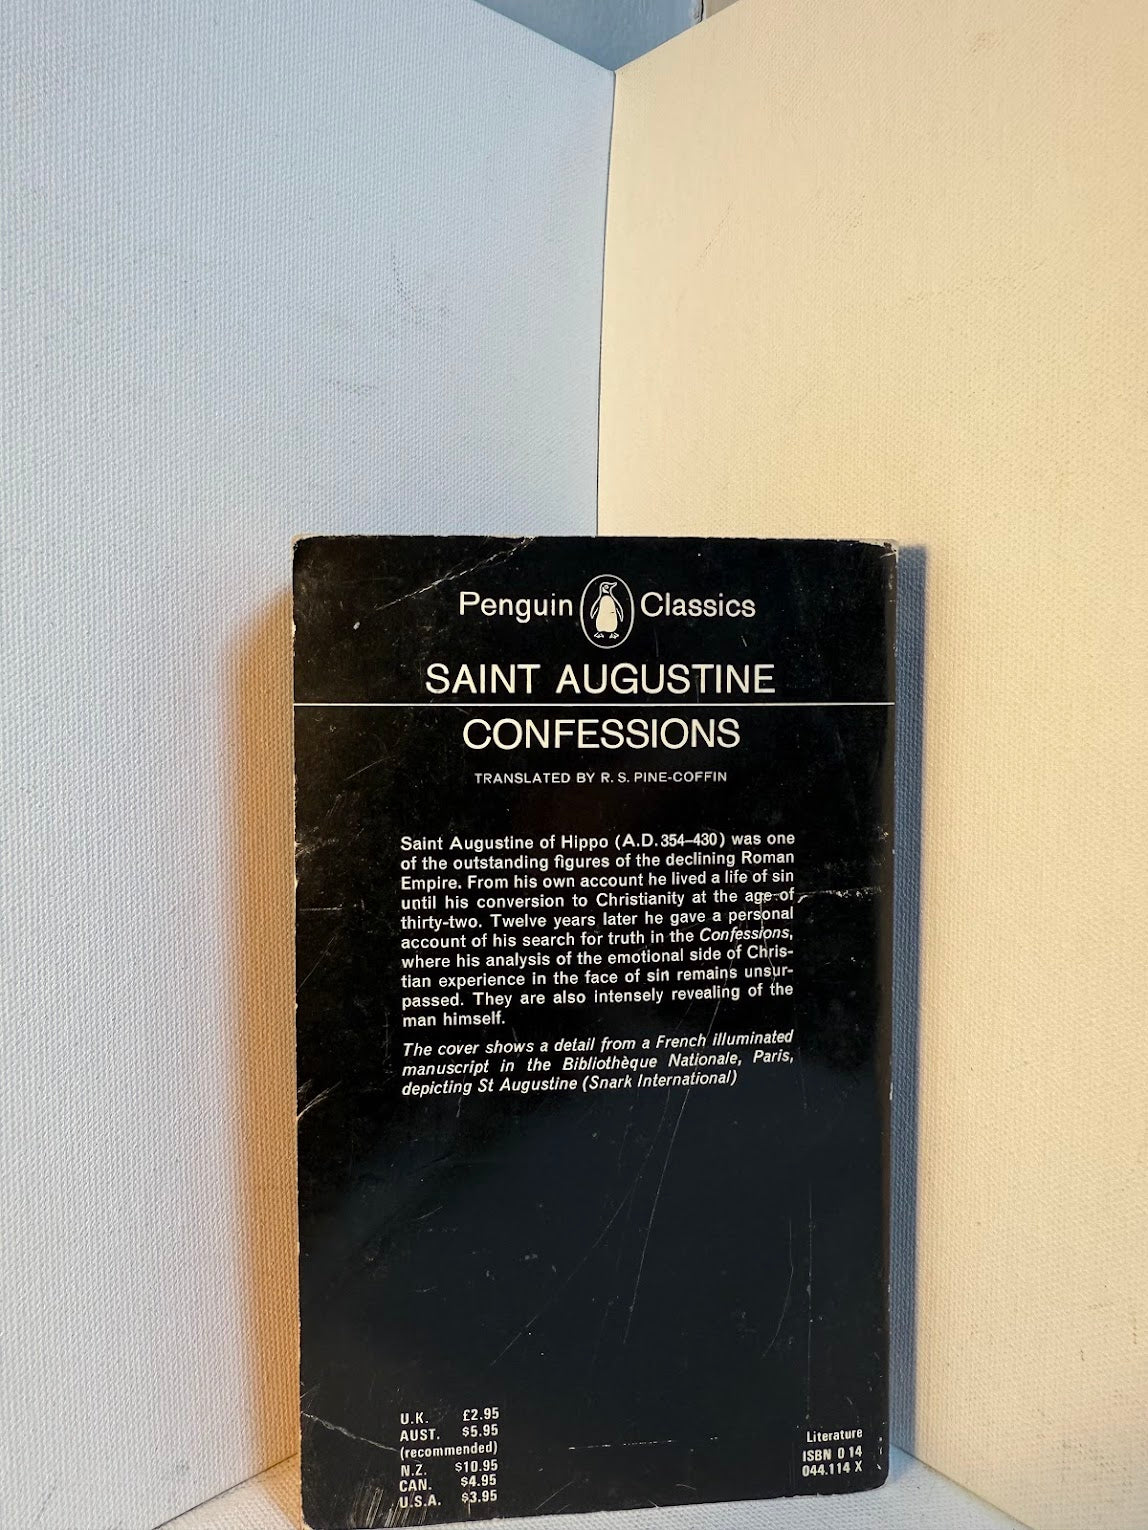 Penguin Classics
SAINT AUGUSTINE
CONFESSIONS
TRANSLATED BY R. S. PINE-COFFIN
Saint Augustine of Hippo (A.D. 354–430) was one
of the outstanding figures of the declining Roman
Empire. From his own account he lived a life of sin
until his conversion to Christianity at the age of
thirty-two. Twelve years later he gave a personal
account of his search for truth in the Confessions,
where his analysis of the emotional side of Chris-
tian experience in the face of sin remains unsur-
passed. They are also intensely revealing of the
man himself.
The cover shows a detail from a French illuminated
manuscript in the Bibliothèque Nationale, Paris,
depicting St Augustine (Snark International)
U.K. £2.95
AUST. $5.95
(recommended)
N.Z. $10.95
CAN. $4.95
U.S.A. $3.95
Literature
ISBN 0 14
044.114 X